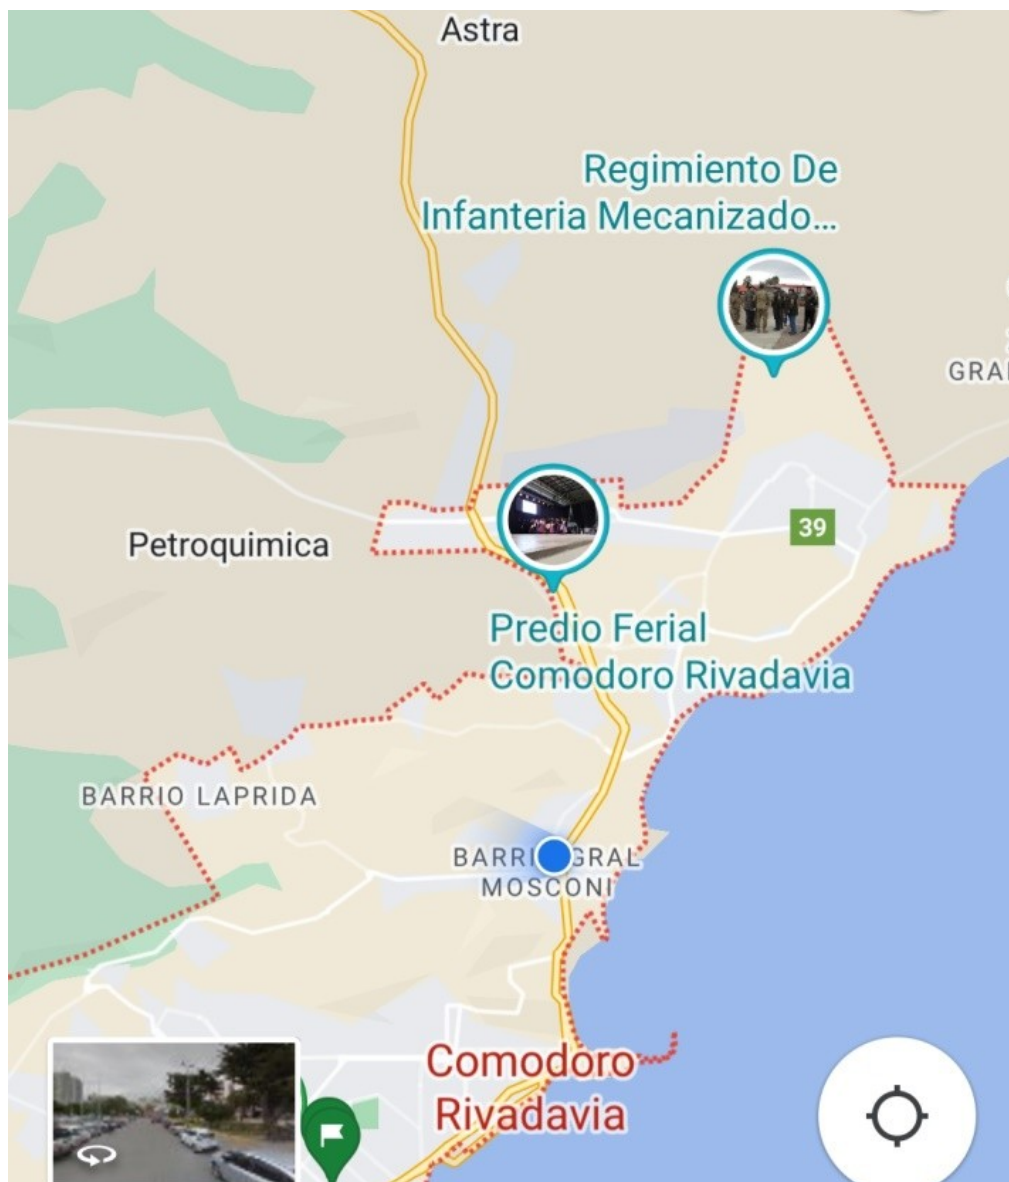 Astra
Regimiento De
Infanteria Mecanizado...
GRA
39
Petroquimica
Predio Ferial
Comodoro Rivadavia
BARRIO LAPRIDA
BARRI GRAL
MOSCONI
Comodoro
Rivadavia